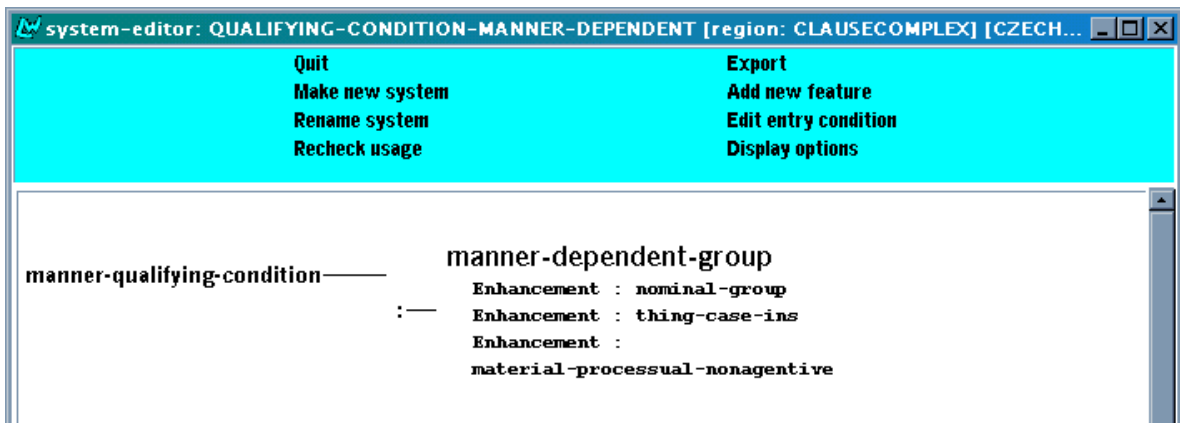 system-editor: QUALIFYING-CONDITION-MANNER-DEPENDENT [region: CLAUSECOMPLEX] [CZECH...
Quit Export
Make new system Add new feature
Rename system Edit entry condition
Recheck usage Display options
manner-dependent-group
manner-qualifying-condition
Enhancement : nominal-group
: Enhancement : thing-case-ins
Enhancement :
material-processual-nonagentive